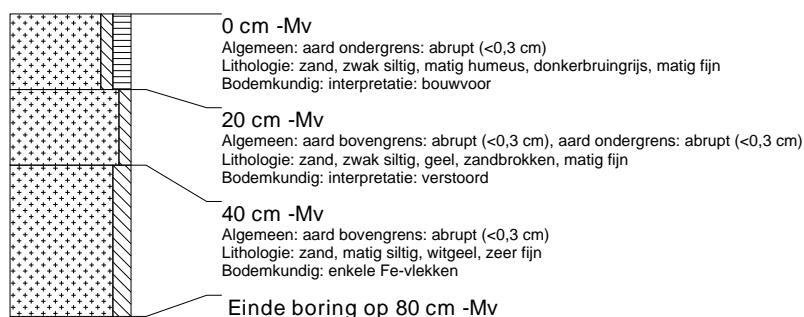 0 cm -Mv
Algemeen: aard ondergrens: abrupt (<0,3 cm)
Lithologie: zand, zwak siltig, matig humeus, donkerbruingrijs, matig fijn
Bodemkundig: interpretatie: bouwvoor
20 cm -Mv
Algemeen: aard bovengrens: abrupt (<0,3 cm), aard ondergrens: abrupt (<0,3 cm)
Lithologie: zand, zwak siltig, geel, zandbrokken, matig fijn
Bodemkundig: interpretatie: verstoord
40 cm -Mv
Algemeen: aard bovengrens: abrupt (<0,3 cm)
Lithologie: zand, matig siltig, witgeel, zeer fijn
Bodemkundig: enkele Fe-vlekken
Einde boring op 80 cm -Mv